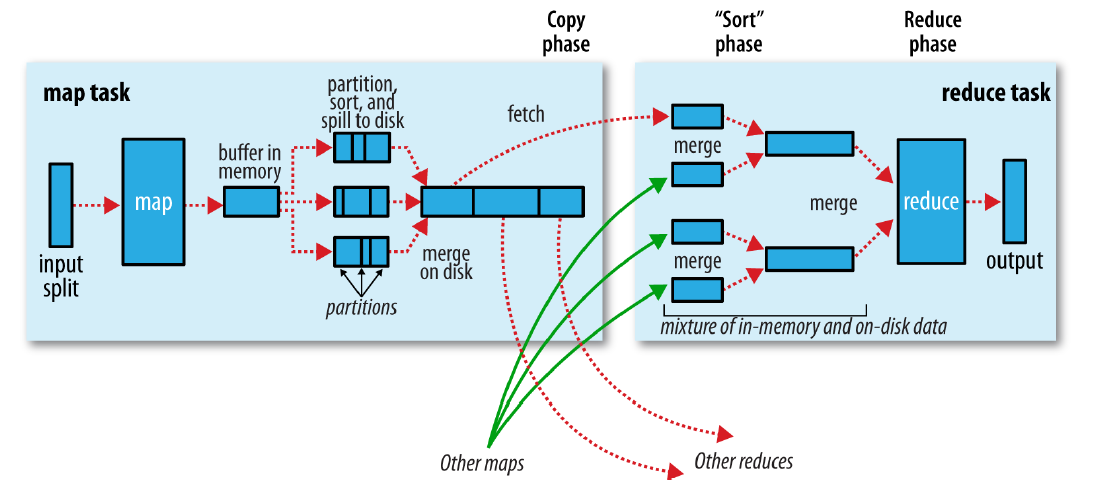 Copy
phase
“Sort”
phase
Reduce
phase
map task
partition,
sort, and
spill to disk
fetch
reduce task
buffer in
memory
merge
map
merge
reduce
input
split
merge
on disk
merge
output
partitions
mixture of in-memory and on-disk data
Other maps
Other reduces